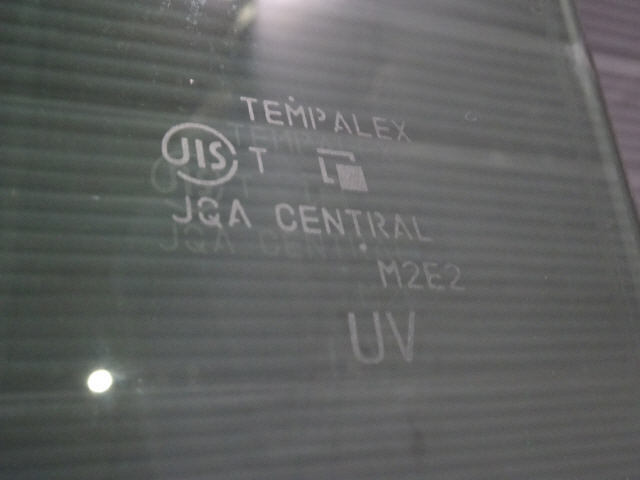 TEMPALEX
JIS T
JQA CENTRAL
M2E2
UV